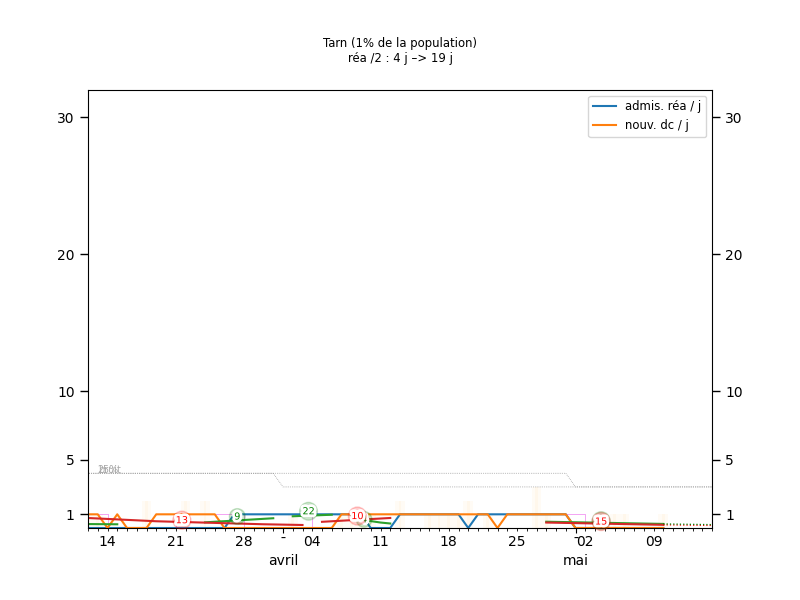 Tarn (1% de la population)
réa /2 : 4 j –> 19 j
admis. réa / j
nouv. dc / j
30 30
20 20
10 10
5 5
1 1
13 9 22 10 15
14 21 28 - 04 11 18 25 - 02 09
avril mai